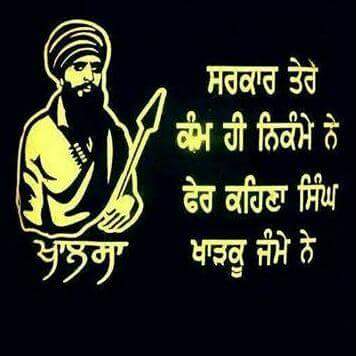 ਸਰਕਾਰ ਤੇਰੇ
ਕੰਮ ਹੀ ਨਿਕੰਮੇ ਨੇ
ਫੇਰ ਕਹਿਣਾ ਸਿੰਘ
ਖਾੜਕੂ ਜੰਮੇ ਨੇ
ਖਾਲਸਾ